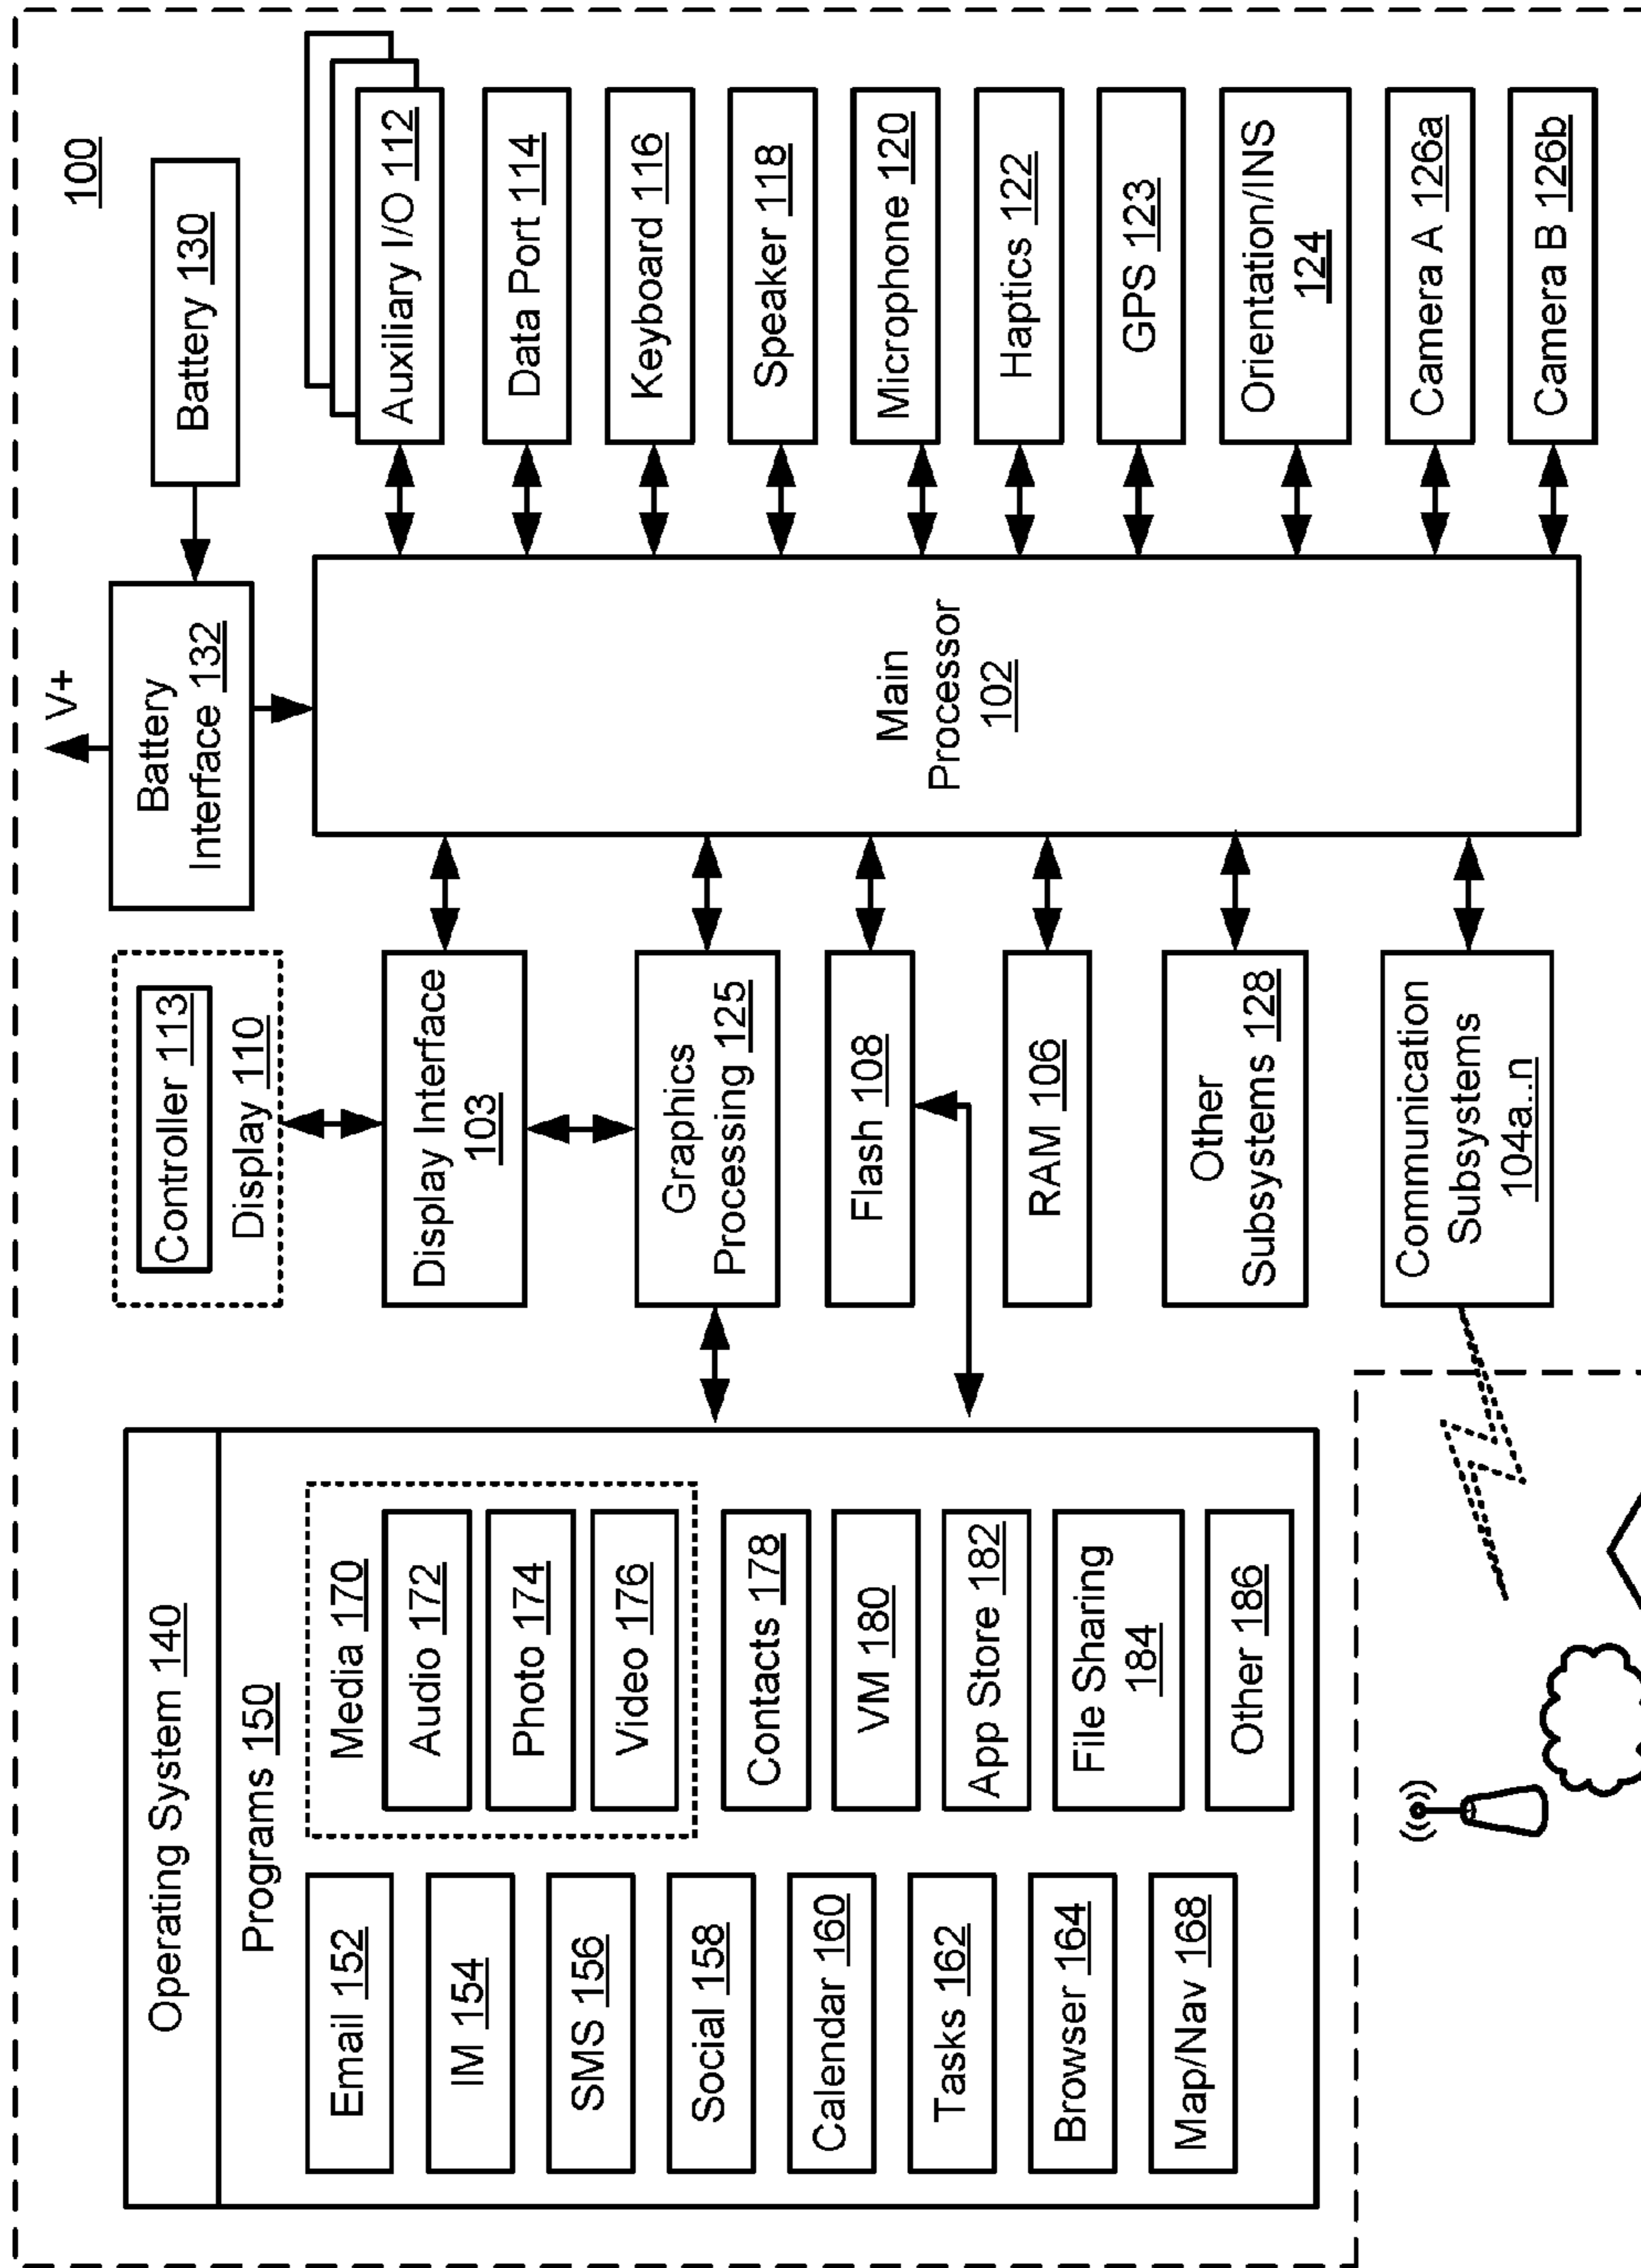 100
V+
Battery 130
Battery
Interface 132
Controller 113
Display 110
Operating System 140
Programs 150
Email 152
IM 154
SMS 156
Social 158
Calendar 160
Tasks 162
Browser 164
Map/Nav 168
Media 170
Audio 172
Photo 174
Video 176
Contacts 178
VM 180
App Store 182
File Sharing
184
Other 186
Display Interface
103
Graphics
Processing 125
Flash 108
RAM 106
Other
Subsystems 128
Communication
Subsystems
104a..n
Main
Processor
102
Auxiliary I/O 112
Data Port 114
Keyboard 116
Speaker 118
Microphone 120
Haptics 122
GPS 123
Orientation/INS
124
Camera A 126a
Camera B 126b